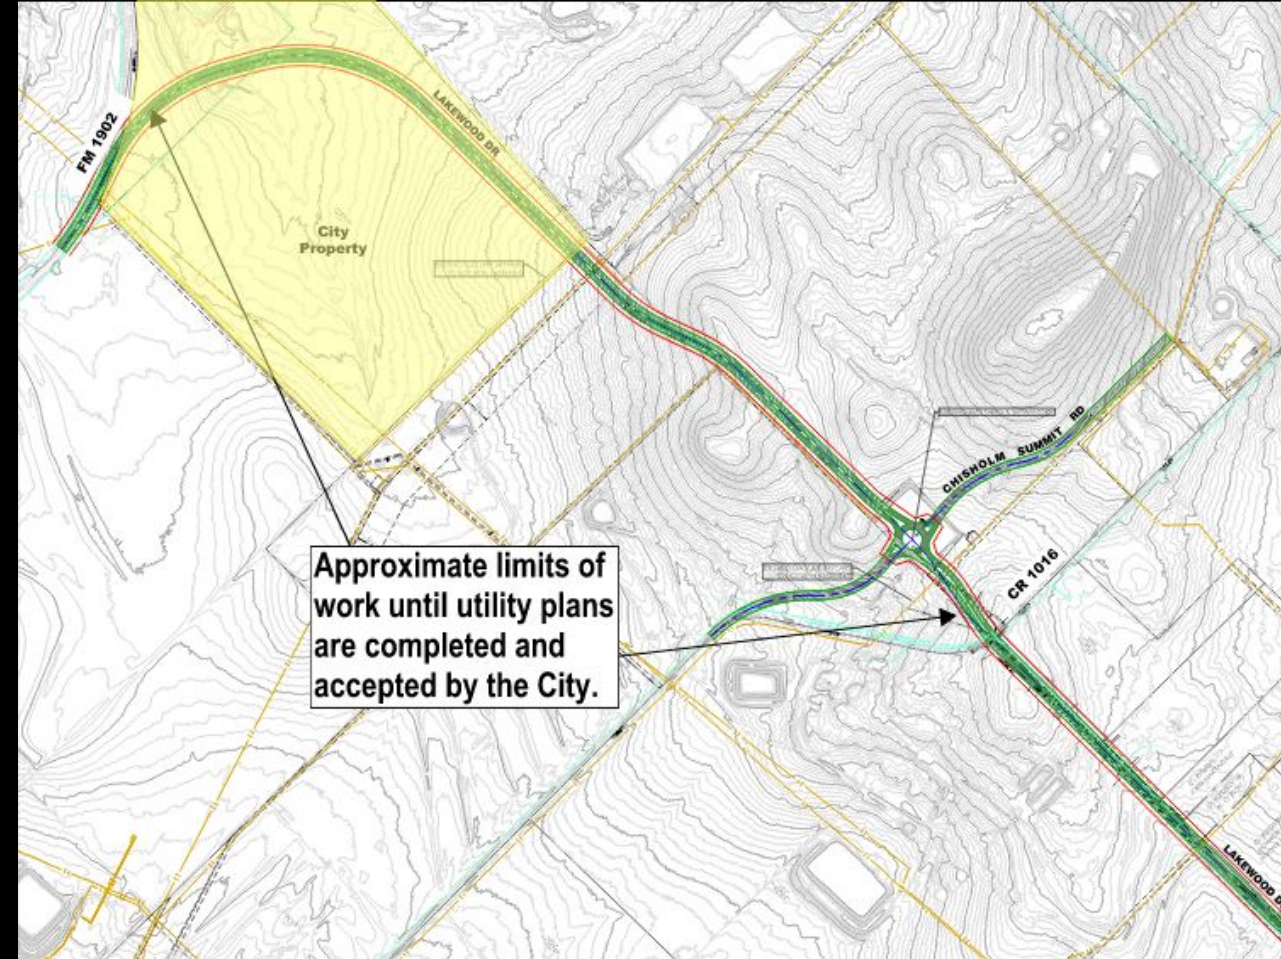 FM 1902
LAKEWOOD DR
City
Property
CHISHOLM SUMMIT RD
CR 1016
Approximate limits of
work until utility plans
are completed and
accepted by the City.
LAKEWOOD